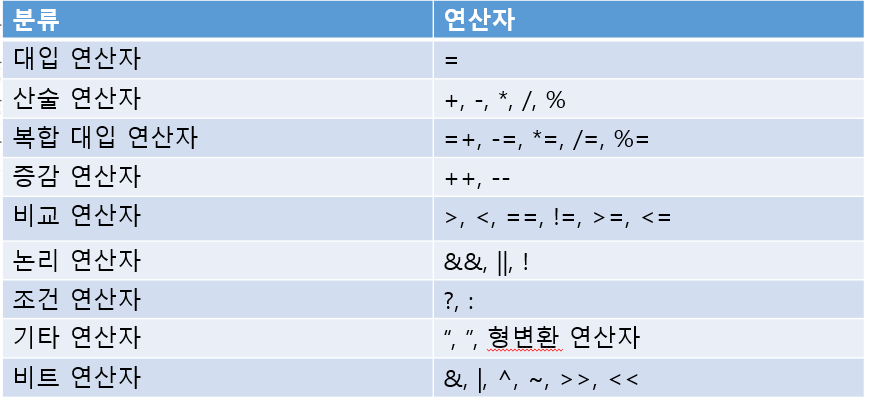 분류 연산자
대입 연산자 =
산술 연산자 +, -, *, /, %
복합 대입 연산자 =+, -=, *=, /=, %=
증감 연산자 ++, --
비교 연산자 >, <, ==, !=, >=, <=
논리 연산자 &&, ||, !
조건 연산자 ?, :
기타 연산자 “, ”, 형변환 연산자
비트 연산자 &, |, ^, ~, >>, <<